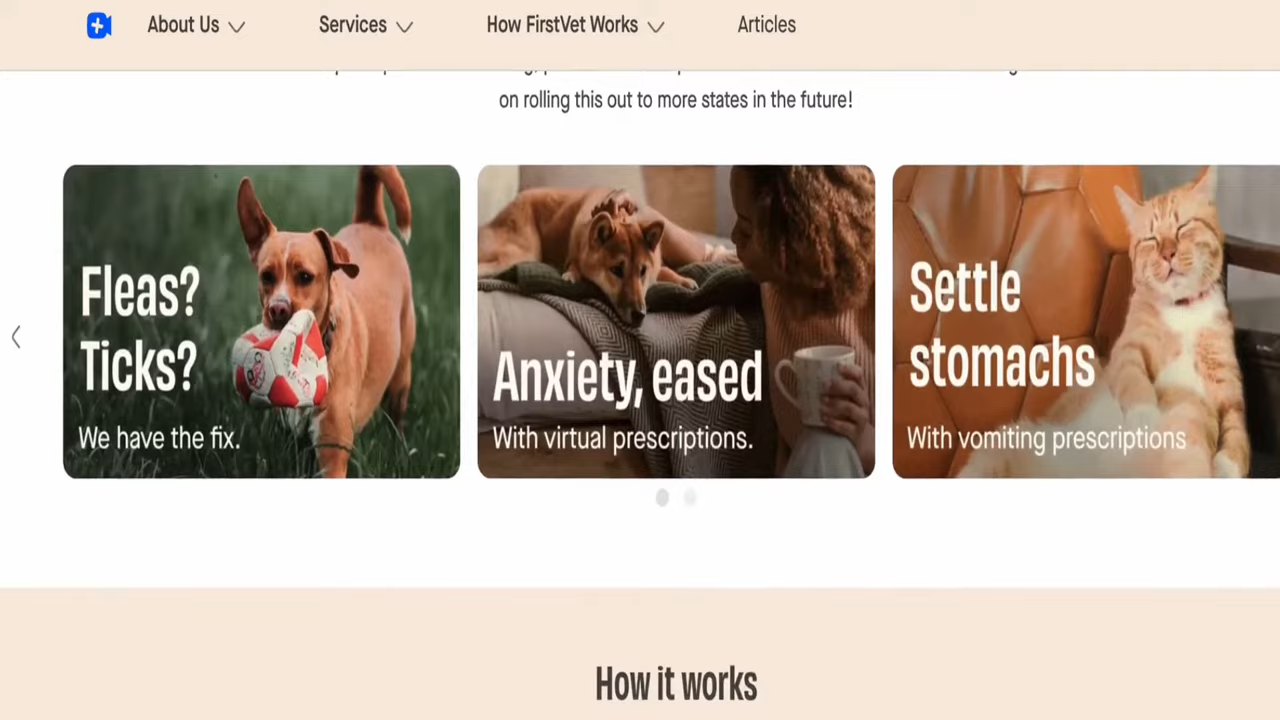 About Us
Services
How FirstVet Works
Articles
on rolling this out to more states in the future!
Fleas?
Ticks?
We have the fix.
Anxiety, eased
With virtual prescriptions.
Settle
stomachs
With vomiting prescriptions
How it works